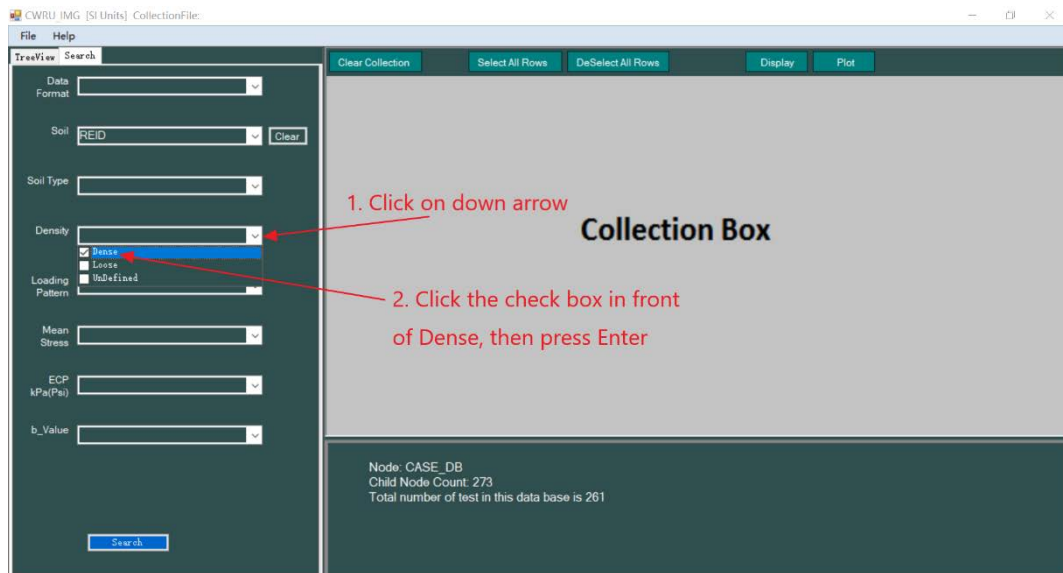 CWRU_IMG [SI Units] CollectionFile:
File Help
TreeView Search
Clear Collection Select All Rows DeSelect All Rows Display Plot
Data
Format
Soil REID Clear
Soil Type
1. Click on down arrow
Density
Collection Box
Dense
Loose
UnDefined
Loading
Pattern
2. Click the check box in front
of Dense, then press Enter
Mean
Stress
ECP
kPa(Psi)
b_Value
Node: CASE_DB
Child Node Count: 273
Total number of test in this data base is 261
Search